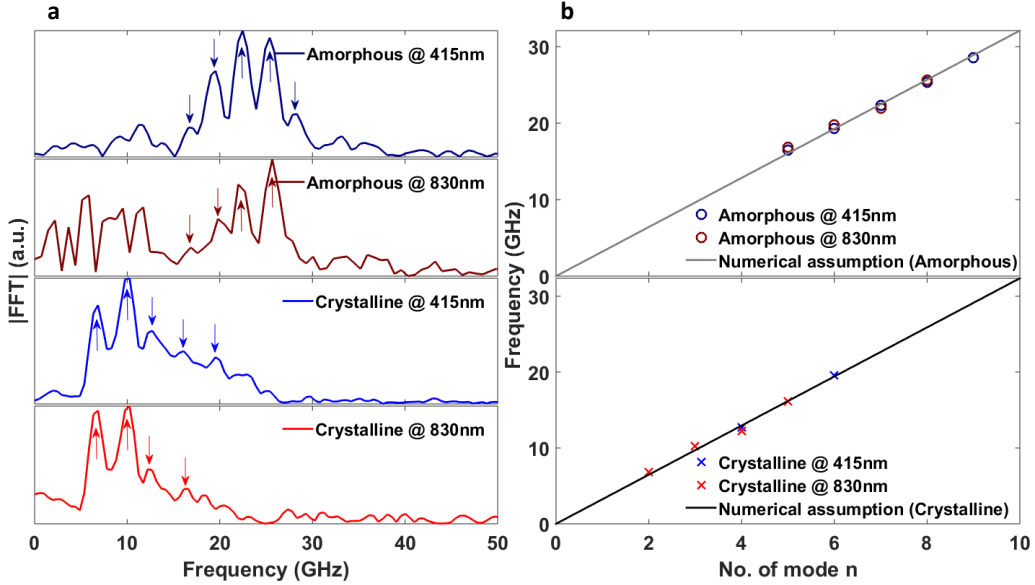 a
b
|FFT| (a.u.)
Amorphous @ 415nm
Amorphous @ 830nm
Crystalline @ 415nm
Crystalline @ 830nm
0 10 20 30 40 50
Frequency (GHz)
Frequency (GHz)
30
20
10
0
Amorphous @ 415nm
Amorphous @ 830nm
Numerical assumption (Amorphous)
30
20
10
0
Crystalline @ 415nm
Crystalline @ 830nm
Numerical assumption (Crystalline)
0 2 4 6 8 10
No. of mode n